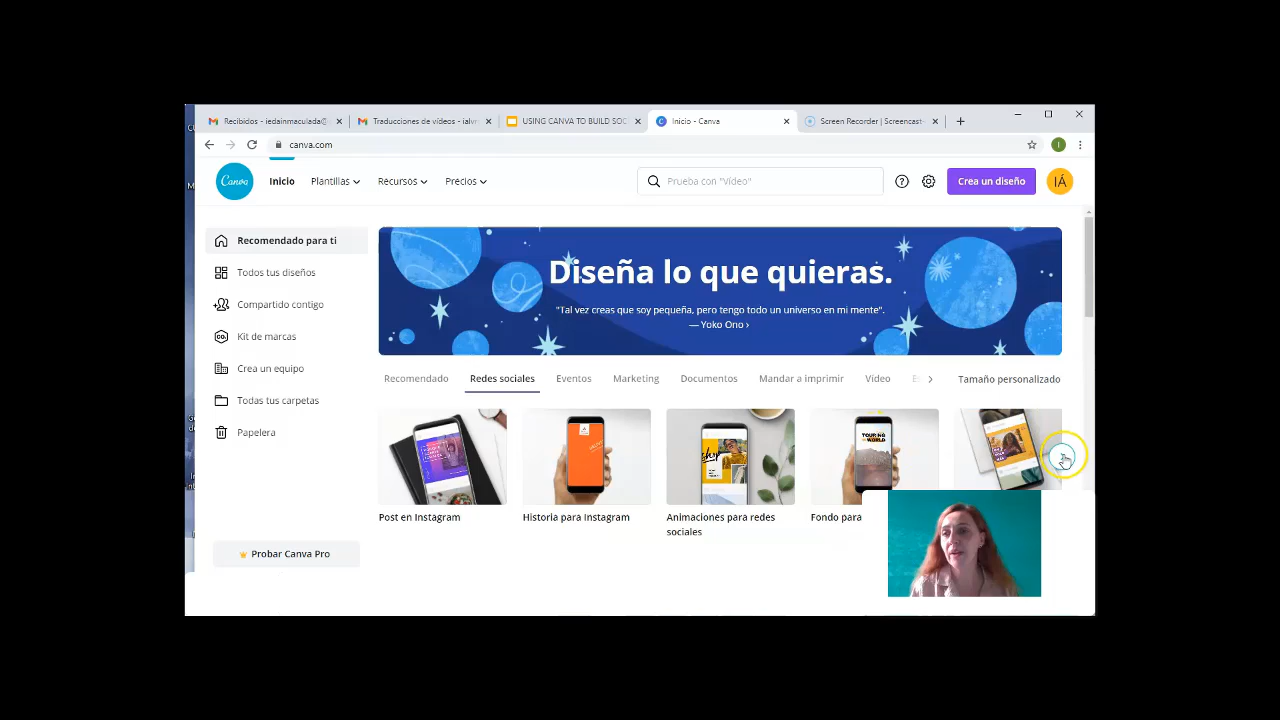 Recibidos - iedainmaculada@
Traducciones de vídeos - ialvr
USING CANVA TO BUILD SOC
Inicio - Canva
Screen Recorder | Screencast-
canva.com
Canva
Inicio
Plantillas
Recursos
Precios
Prueba con "Vídeo"
Crea un diseño
IÁ
Recomendado para ti
Todos tus diseños
Compartido contigo
Kit de marcas
Crea un equipo
Todas tus carpetas
Papelera
Probar Canva Pro
Diseña lo que quieras.
"Tal vez creas que soy pequeña, pero tengo todo un universo en mi mente".
— Yoko Ono ›
Recomendado
Redes sociales
Eventos
Marketing
Documentos
Mandar a imprimir
Vídeo
Tamaño personalizado
TOURING
WORLD
Post en Instagram
Historia para Instagram
Animaciones para redes
sociales
Fondo para